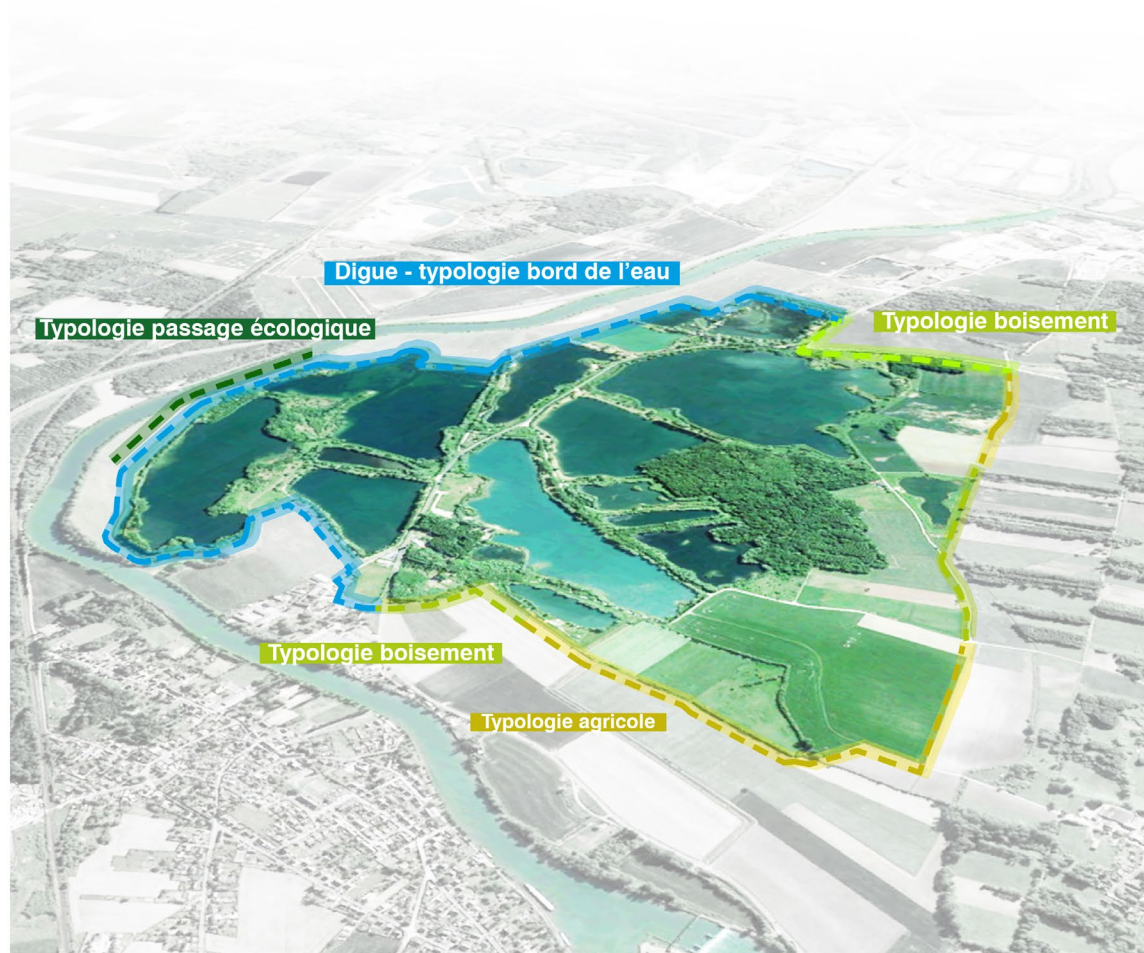 Digue - typologie bord de l'eau
Typologie passage écologique
Typologie boisement
Typologie boisement
Typologie agricole